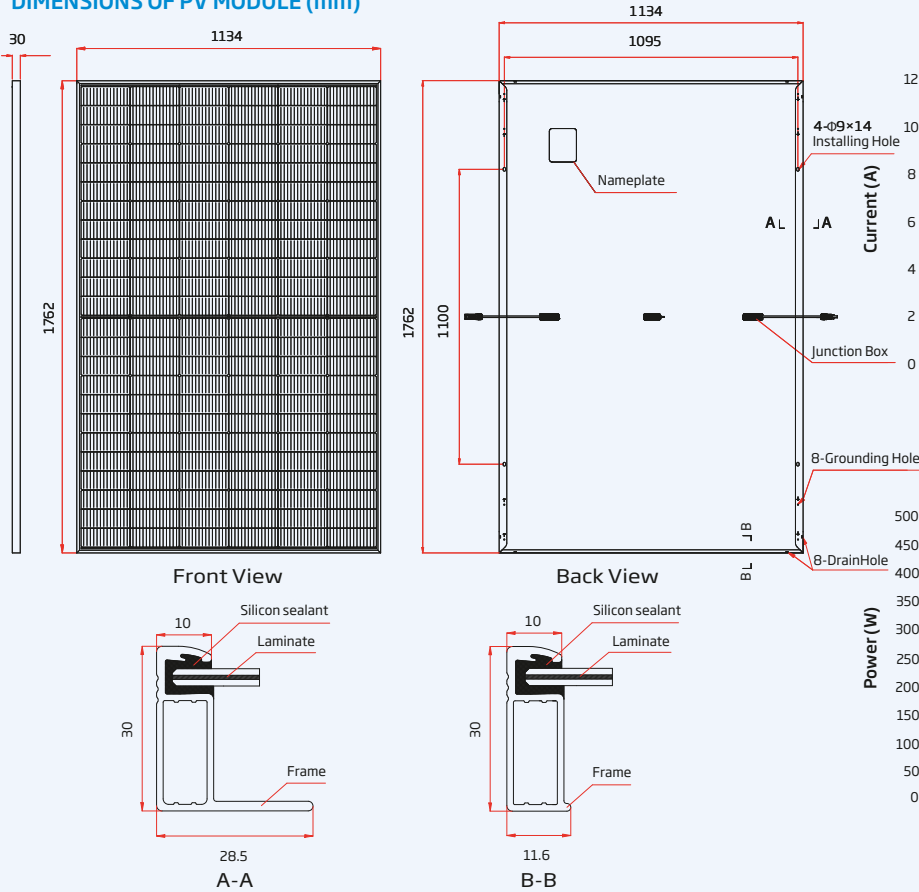 DIMENSIONS OF PV MODULE (mm)
30
1134
1762
Front View
1134
1095
1762
1100
Nameplate
4-Φ9×14
Installing Hole
A
A
Junction Box
8-Grounding Hole
8-DrainHole
B
B
Back View
10
Silicon sealant
Laminate
30
Frame
28.5
A-A
10
Silicon sealant
Laminate
30
Frame
11.6
B-B
12
10
8
6
4
2
0
Current (A)
500
450
400
350
300
250
200
150
100
50
0
Power (W)